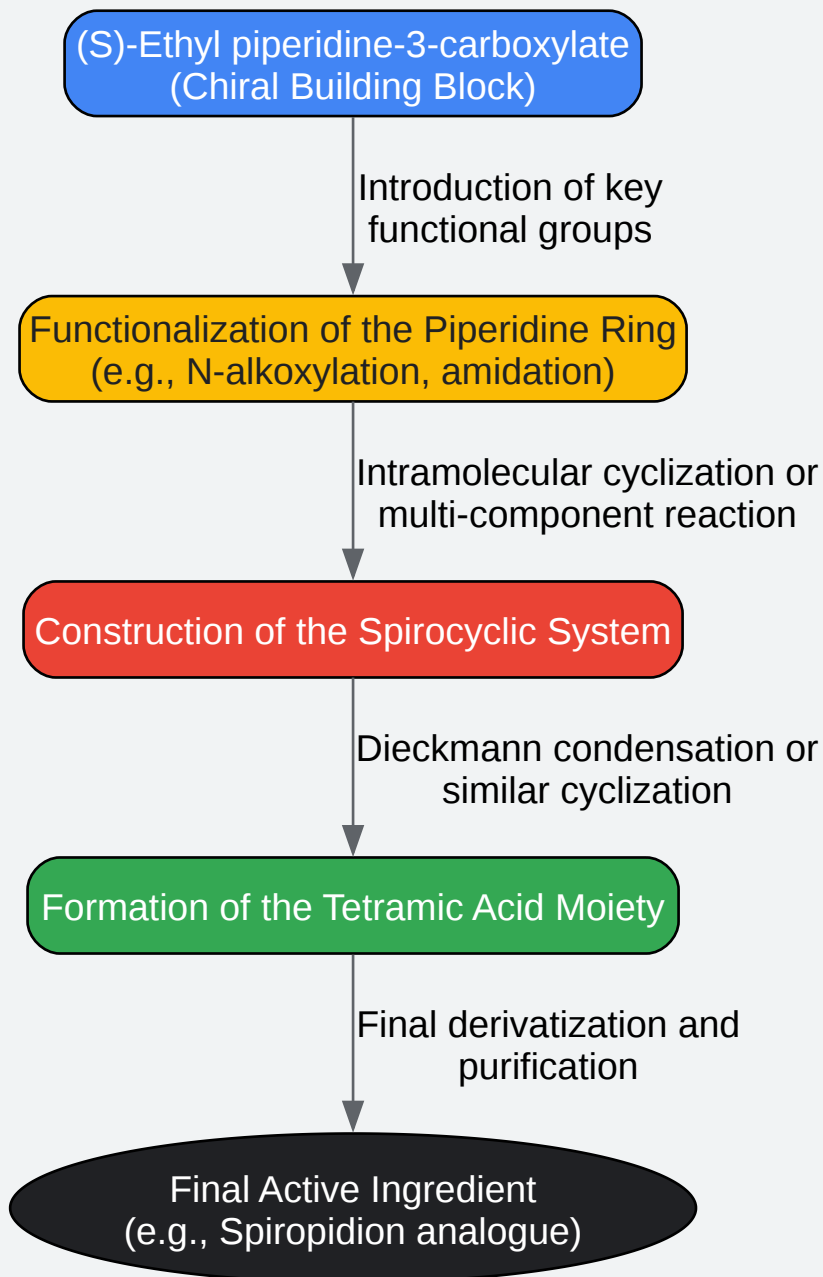 (S)-Ethyl piperidine-3-carboxylate
(Chiral Building Block)
Introduction of key
functional groups
Functionalization of the Piperidine Ring
(e.g., N-alkoxylation, amidation)
Intramolecular cyclization or
multi-component reaction
Construction of the Spirocyclic System
Dieckmann condensation or
similar cyclization
Formation of the Tetramic Acid Moiety
Final derivatization and
purification
Final Active Ingredient
(e.g., Spiropidion analogue)